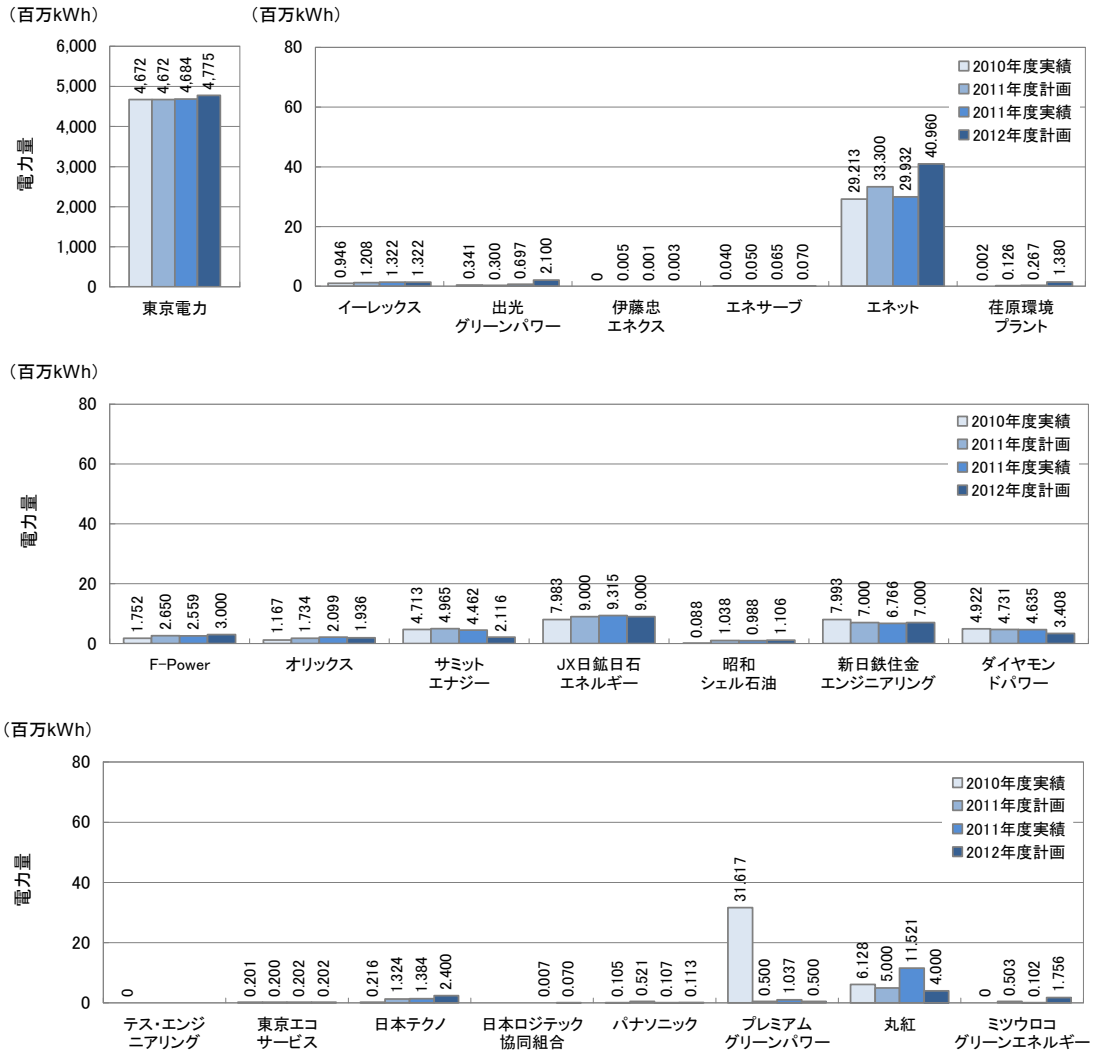 (百万kWh)
(百万kWh)
6,000
5,000
4,000
3,000
2,000
1,000
0
電力量
4,672
4,672
4,684
4,775
東京電力
80
60
40
20
0
2010年度実績
2011年度計画
2011年度実績
2012年度計画
0.946
1.208
1.322
1.322
0.341
0.300
0.697
2.100
0
0.005
0.001
0.003
0.040
0.050
0.065
0.070
29.213
33.300
29.932
40.960
0.002
0.126
0.267
1.380
イーレックス
出光
グリーンパワー
伊藤忠
エネクス
エネサーブ
エネット
荏原環境
プラント
(百万kWh)
80
60
40
20
0
電力量
2010年度実績
2011年度計画
2011年度実績
2012年度計画
1.752
2.650
2.559
3.000
1.167
1.734
2.099
1.936
4.713
4.965
4.462
2.116
7.983
9.000
9.315
9.000
0.088
1.038
0.988
1.106
7.993
7.000
6.766
7.000
4.922
4.731
4.635
3.408
F-Power
オリックス
サミット
エナジー
JX日鉱日石
エネルギー
昭和
シェル石油
新日鉄住金
エンジニアリング
ダイヤモン
ドパワー
(百万kWh)
80
60
40
20
0
電力量
2010年度実績
2011年度計画
2011年度実績
2012年度計画
0
0.201
0.200
0.202
0.202
0.216
1.324
1.384
2.400
0.007
0.070
0.105
0.521
0.107
0.113
31.617
0.500
1.037
0.500
6.128
5.000
11.521
4.000
0
0.503
0.102
1.756
テス・エンジ
ニアリング
東京エコ
サービス
日本テクノ
日本ロジテック
協同組合
パナソニック
プレミアム
グリーンパワー
丸紅
ミツウロコ
グリーンエネルギー